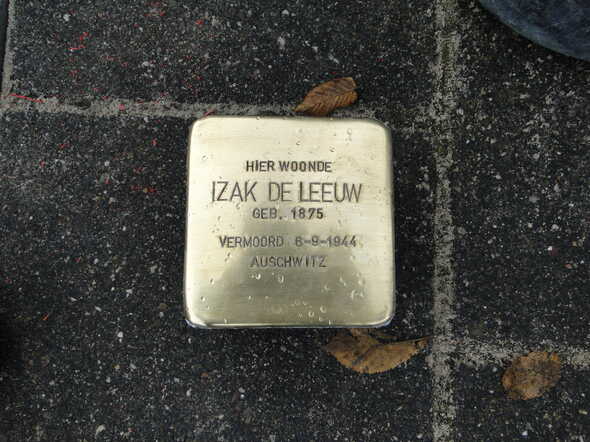 HIER WOONDE
IZAK DE LEEUW
GEB. 1875
VERMOORD 6-9-1944
AUSCHWITZ